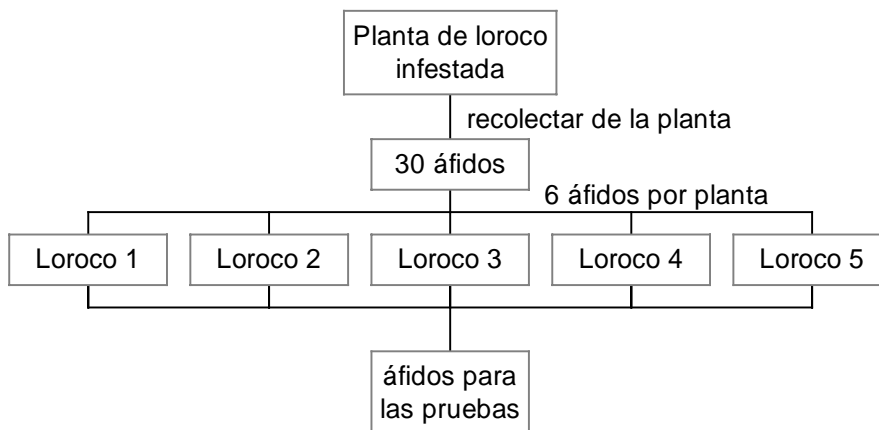 Planta de loroco
infestada
recolectar de la planta
30 áfidos
6 áfidos por planta
Loroco 1
Loroco 2
Loroco 3
Loroco 4
Loroco 5
áfidos para
las pruebas